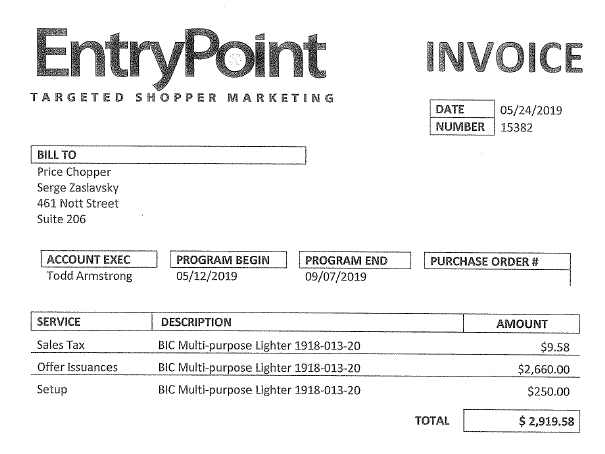 EntryPoint
TARGETED SHOPPER MARKETING
INVOICE
DATE 05/24/2019
NUMBER 15382
BILL TO
Price Chopper
Serge Zaslavsky
461 Nott Street
Suite 206
ACCOUNT EXEC PROGRAM BEGIN PROGRAM END PURCHASE ORDER #
Todd Armstrong 05/12/2019 09/07/2019
SERVICE DESCRIPTION AMOUNT
Sales Tax BIC Multi-purpose Lighter 1918-013-20 $9.58
Offer Issuances BIC Multi-purpose Lighter 1918-013-20 $2,660.00
Setup BIC Multi-purpose Lighter 1918-013-20 $250.00
TOTAL $ 2,919.58